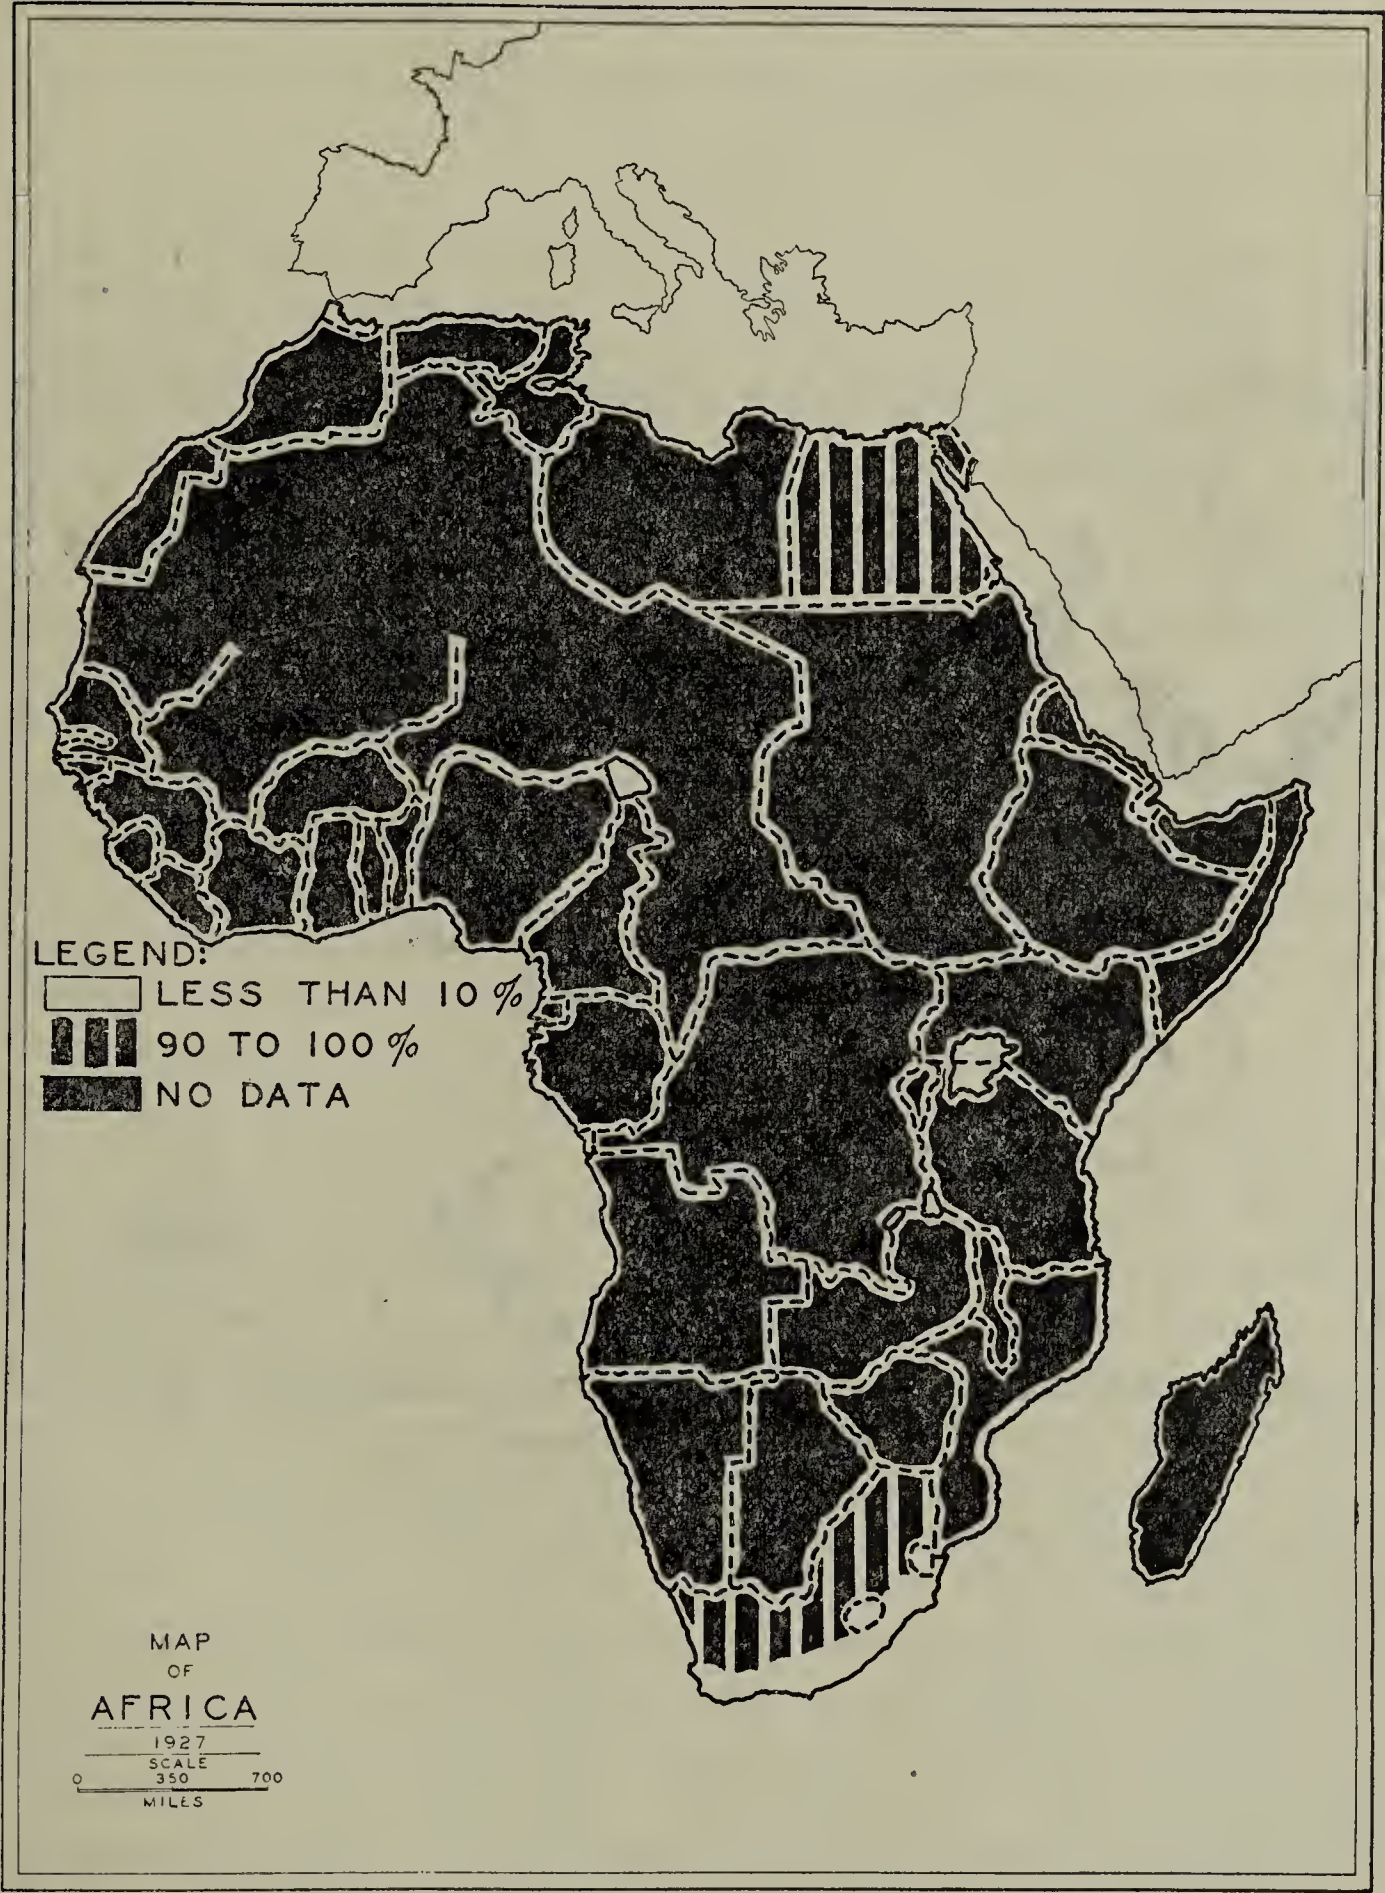 LEGEND:
LESS THAN 10 %
90 TO 100 %
NO DATA
MAP
OF
AFRICA
1927
SCALE
0 350 700
MILES